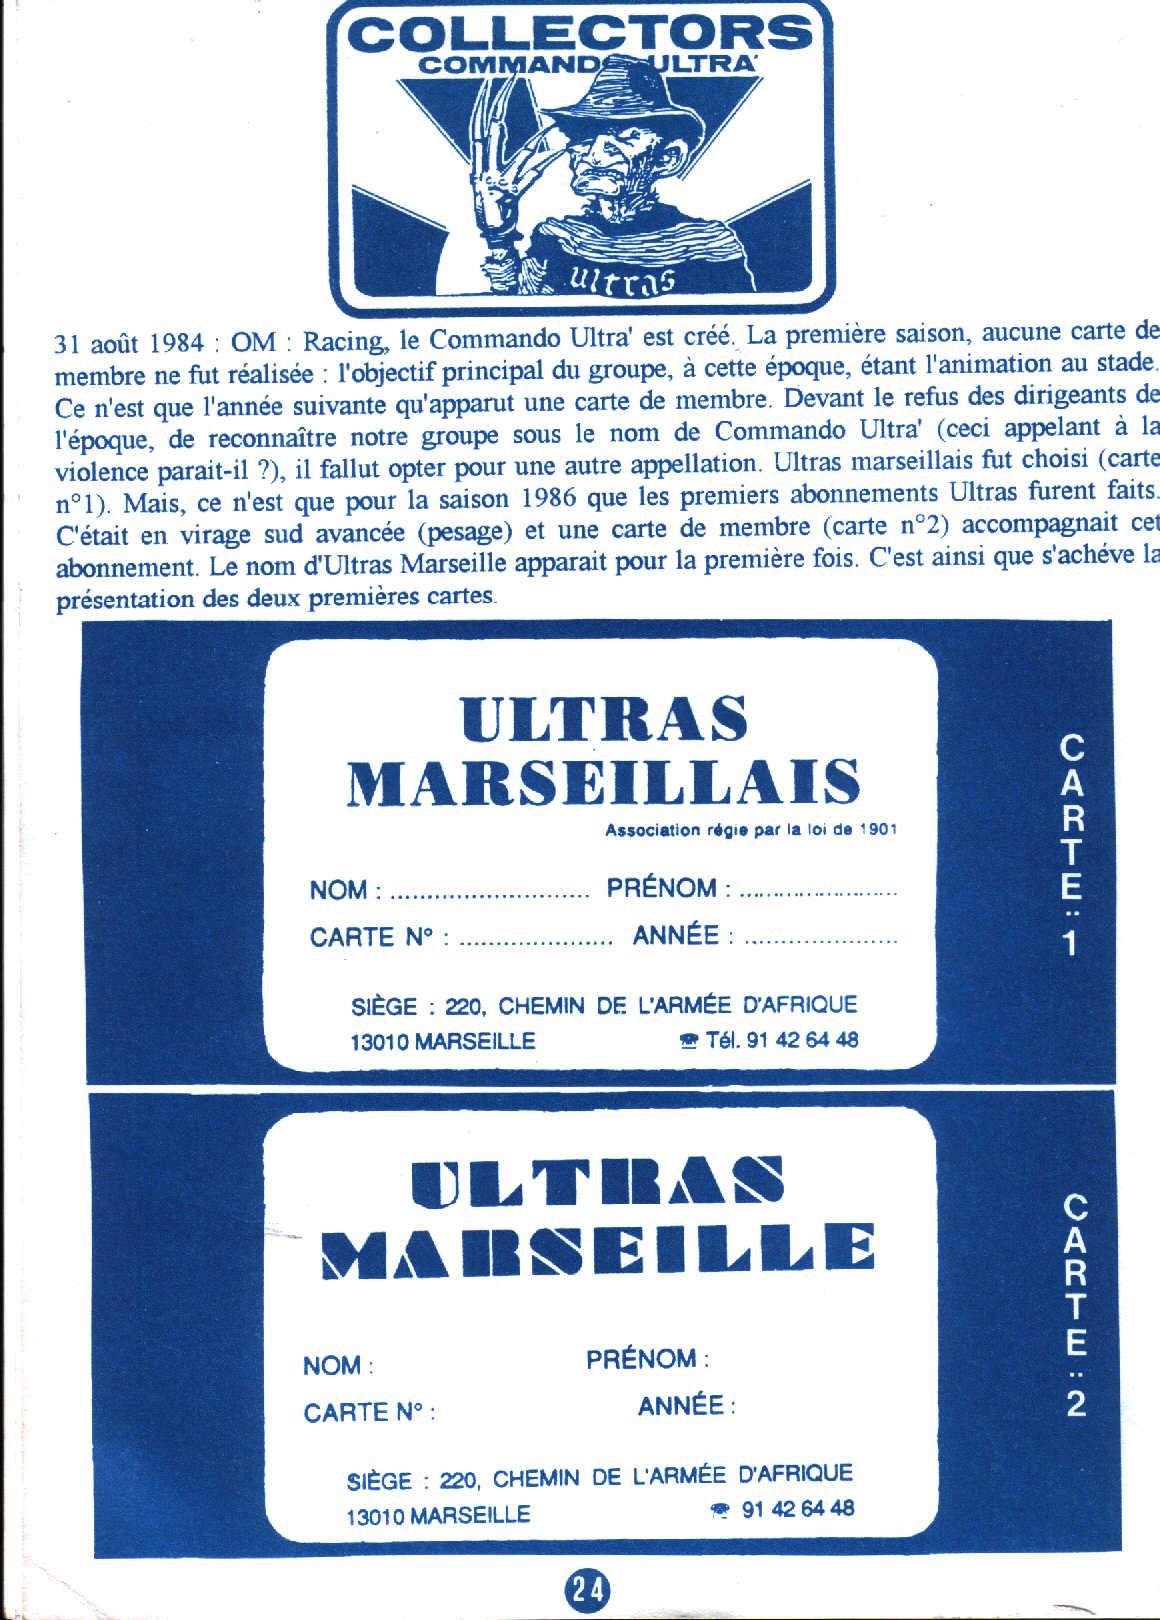 COLLECTORS
COMMANDO ULTRA'
ultras
31 août 1984 : OM : Racing, le Commando Ultra' est créé. La première saison, aucune carte de
membre ne fut réalisée : l'objectif principal du groupe, à cette époque, étant l'animation au stade.
Ce n'est que l'année suivante qu'apparut une carte de membre. Devant le refus des dirigeants de
l'époque, de reconnaître notre groupe sous le nom de Commando Ultra' (ceci appelant à la
violence parait-il ?), il fallut opter pour une autre appellation. Ultras marseillais fut choisi (carte
n°1). Mais, ce n'est que pour la saison 1986 que les premiers abonnements Ultras furent faits.
C'était en virage sud avancée (pesage) et une carte de membre (carte n°2) accompagnait cet
abonnement. Le nom d'Ultras Marseille apparait pour la première fois. C'est ainsi que s'achéve la
présentation des deux premières cartes.
ULTRAS
MARSEILLAIS
Association régie par la loi de 1901
NOM : ........................... PRÉNOM : ........................
CARTE N° : ..................... ANNÉE : .....................
SIÈGE : 220, CHEMIN DE L'ARMÉE D'AFRIQUE
13010 MARSEILLE ☎ Tél. 91 42 64 48
CARTE : 1
ULTRAS
MARSEILLE
NOM : PRÉNOM :
CARTE N° : ANNÉE :
SIÈGE : 220, CHEMIN DE L'ARMÉE D'AFRIQUE
13010 MARSEILLE ☎ 91 42 64 48
CARTE : 2
24